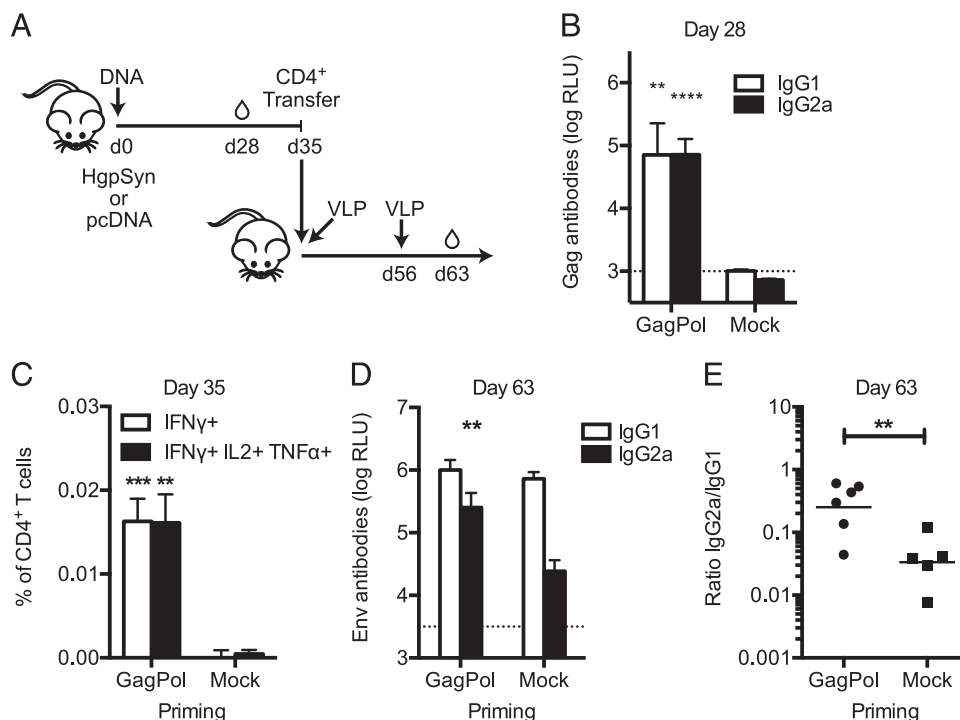 A
DNA
CD4+
Transfer
d0
d28
d35
HgpSyn
or
pcDNA
VLP
VLP
d56
d63
B
Day 28
Gag antibodies (log RLU)
6
5
4
3
** ****
IgG1
IgG2a
GagPol
Mock
C
Day 35
% of CD4+ T cells
0.03
0.02
0.01
0.00
IFNγ+
IFNγ+ IL2+ TNFα+
*** **
GagPol
Mock
Priming
D
Day 63
Env antibodies (log RLU)
7
6
5
4
3
**
IgG1
IgG2a
GagPol
Mock
Priming
E
Day 63
Ratio IgG2a/IgG1
10
1
0.1
0.01
0.001
**
GagPol
Mock
Priming